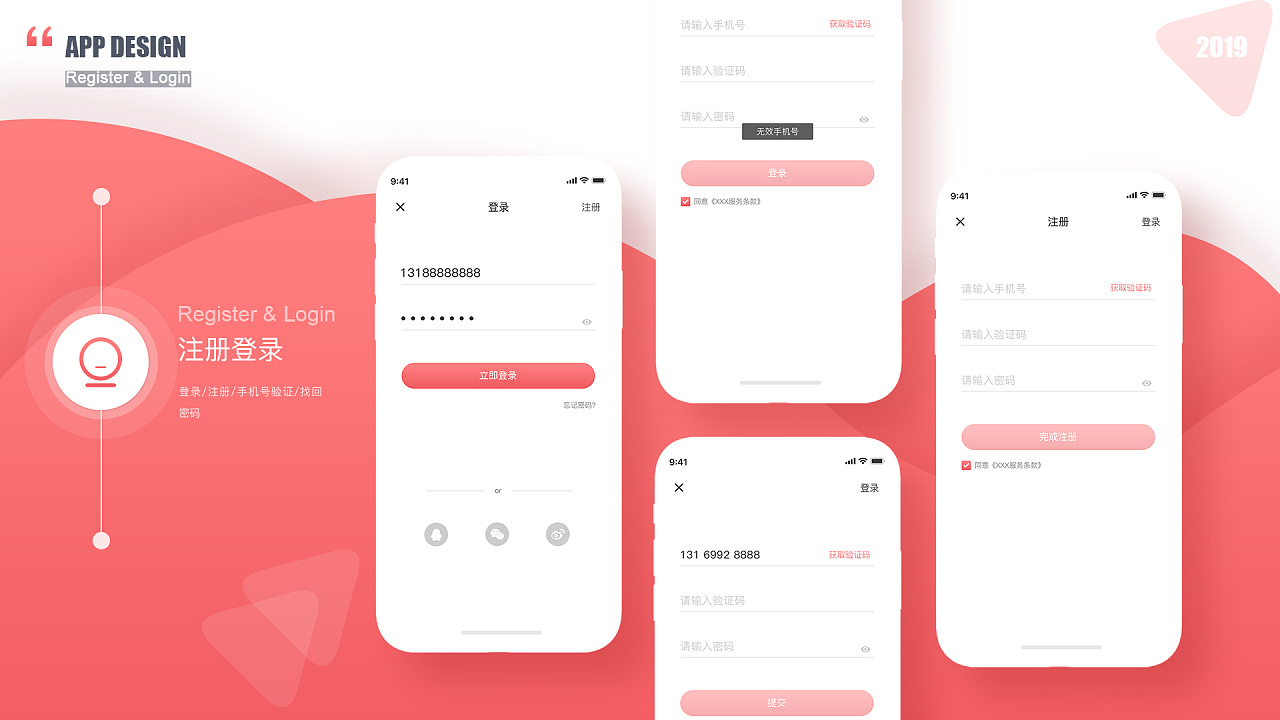 APP DESIGN
Register & Login
2019
Register & Login
注册登录
登录/注册/手机号验证/找回
密码
9:41
登录
注册
13188888888
立即登录
忘记密码?
or
请输入手机号
获取验证码
请输入验证码
请输入密码
无效手机号
登录
同意《XXX服务条款》
9:41
登录
131 6992 8888
获取验证码
请输入验证码
请输入密码
提交
9:41
注册
登录
请输入手机号
获取验证码
请输入验证码
请输入密码
完成注册
同意《XXX服务条款》